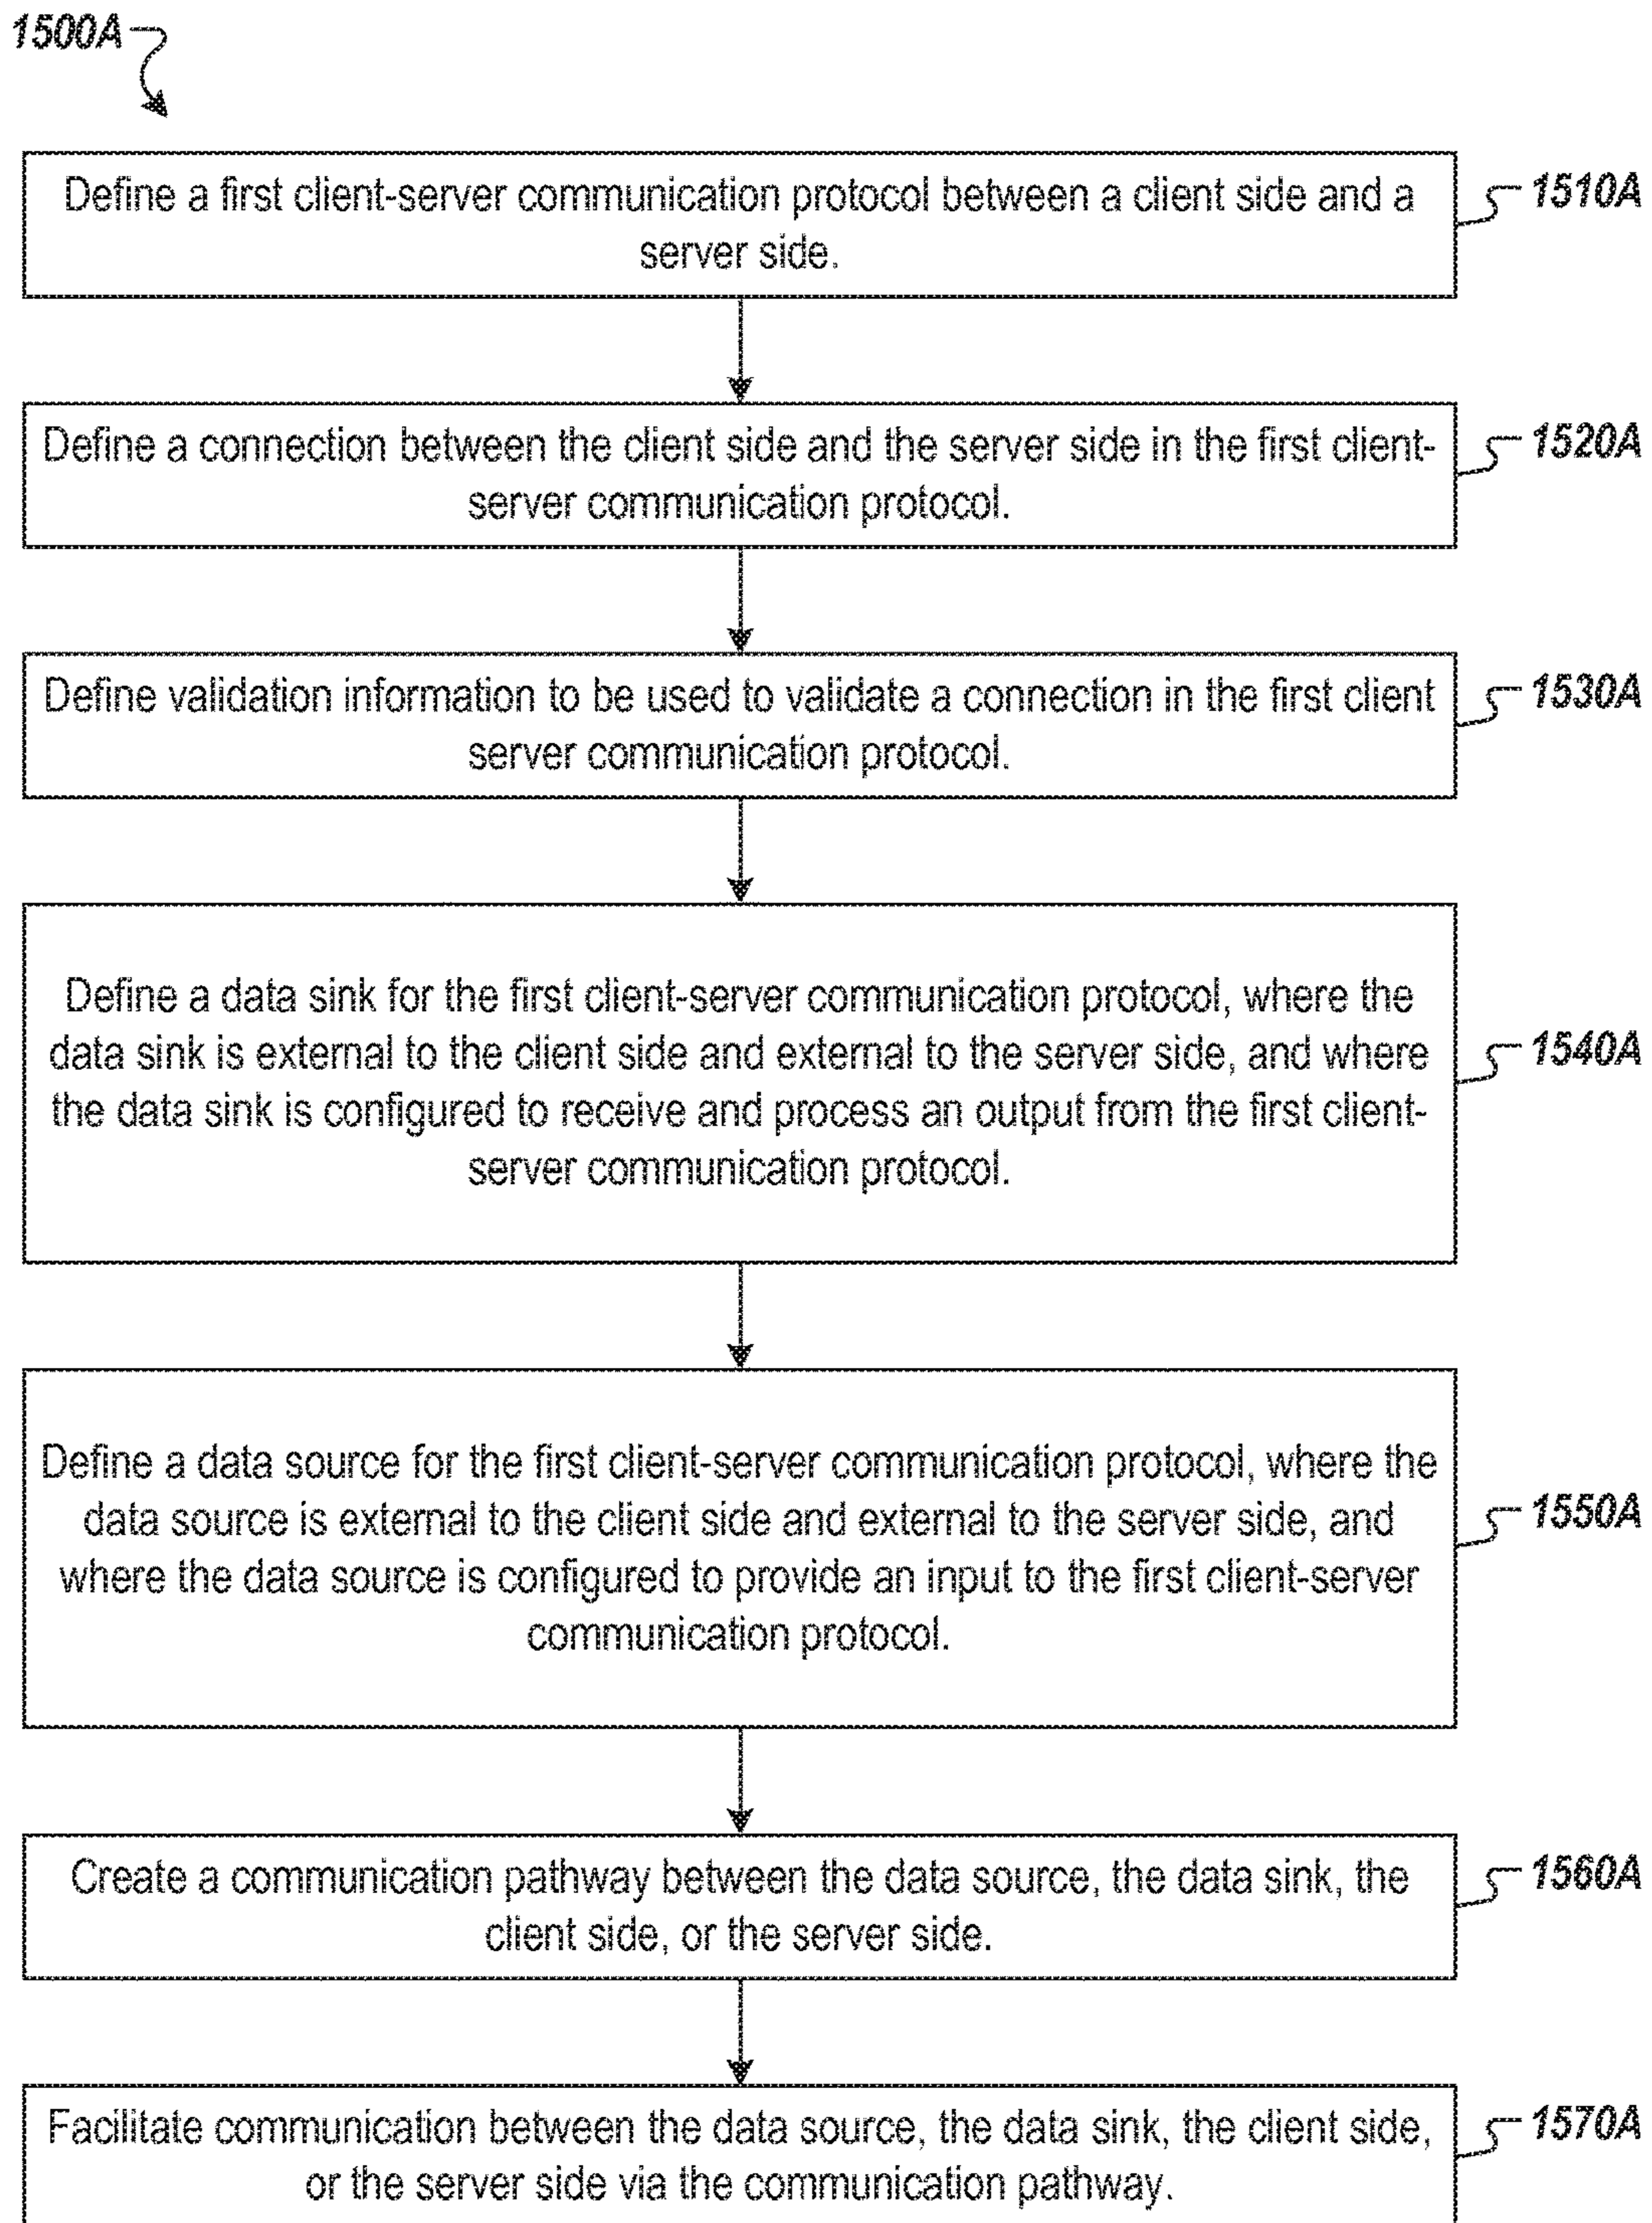 1500A
Define a first client-server communication protocol between a client side and a
server side.
1510A
Define a connection between the client side and the server side in the first client-
server communication protocol.
1520A
Define validation information to be used to validate a connection in the first client
server communication protocol.
1530A
Define a data sink for the first client-server communication protocol, where the
data sink is external to the client side and external to the server side, and where
the data sink is configured to receive and process an output from the first client-
server communication protocol.
1540A
Define a data source for the first client-server communication protocol, where the
data source is external to the client side and external to the server side, and
where the data source is configured to provide an input to the first client-server
communication protocol.
1550A
Create a communication pathway between the data source, the data sink, the
client side, or the server side.
1560A
Facilitate communication between the data source, the data sink, the client side,
or the server side via the communication pathway.
1570A